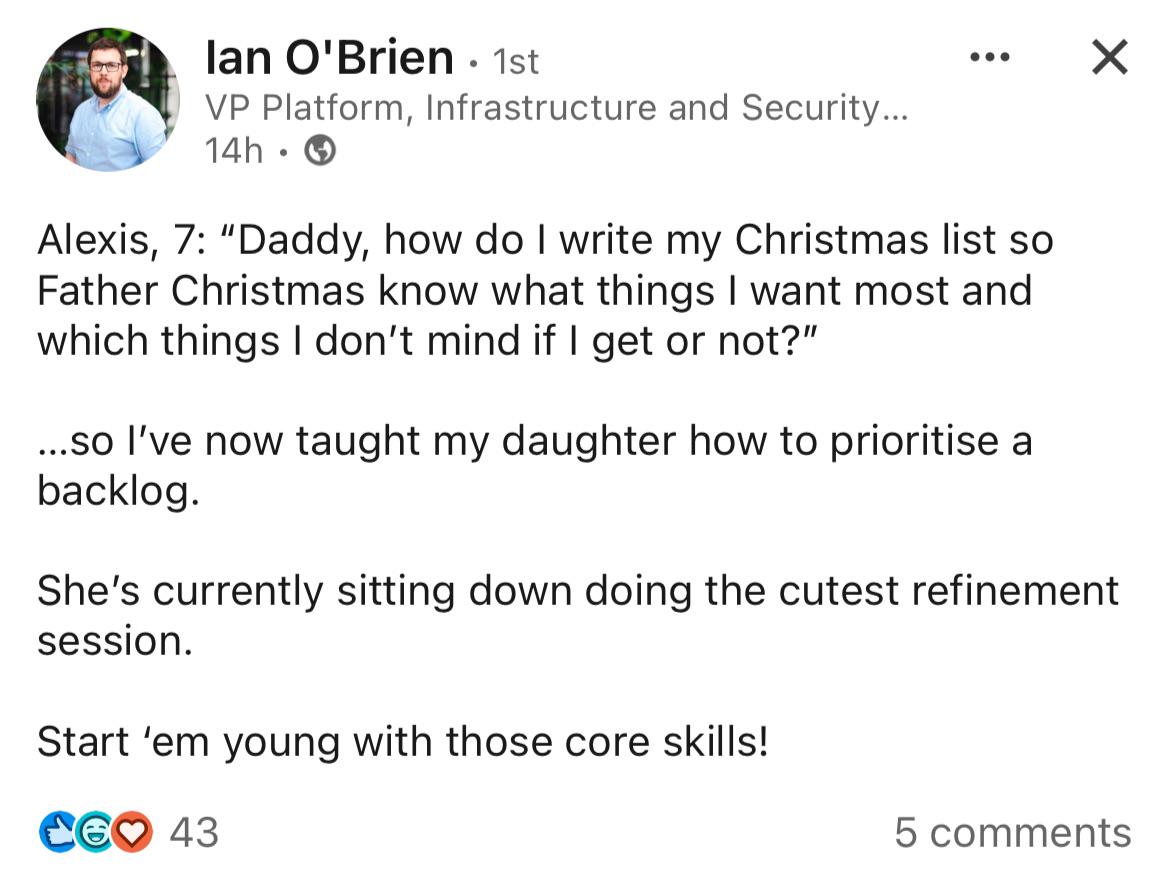 Ian O'Brien • 1st
VP Platform, Infrastructure and Security...
14h •
Alexis, 7: “Daddy, how do I write my Christmas list so
Father Christmas know what things I want most and
which things I don’t mind if I get or not?”
...so I’ve now taught my daughter how to prioritise a
backlog.
She’s currently sitting down doing the cutest refinement
session.
Start ‘em young with those core skills!
43
5 comments